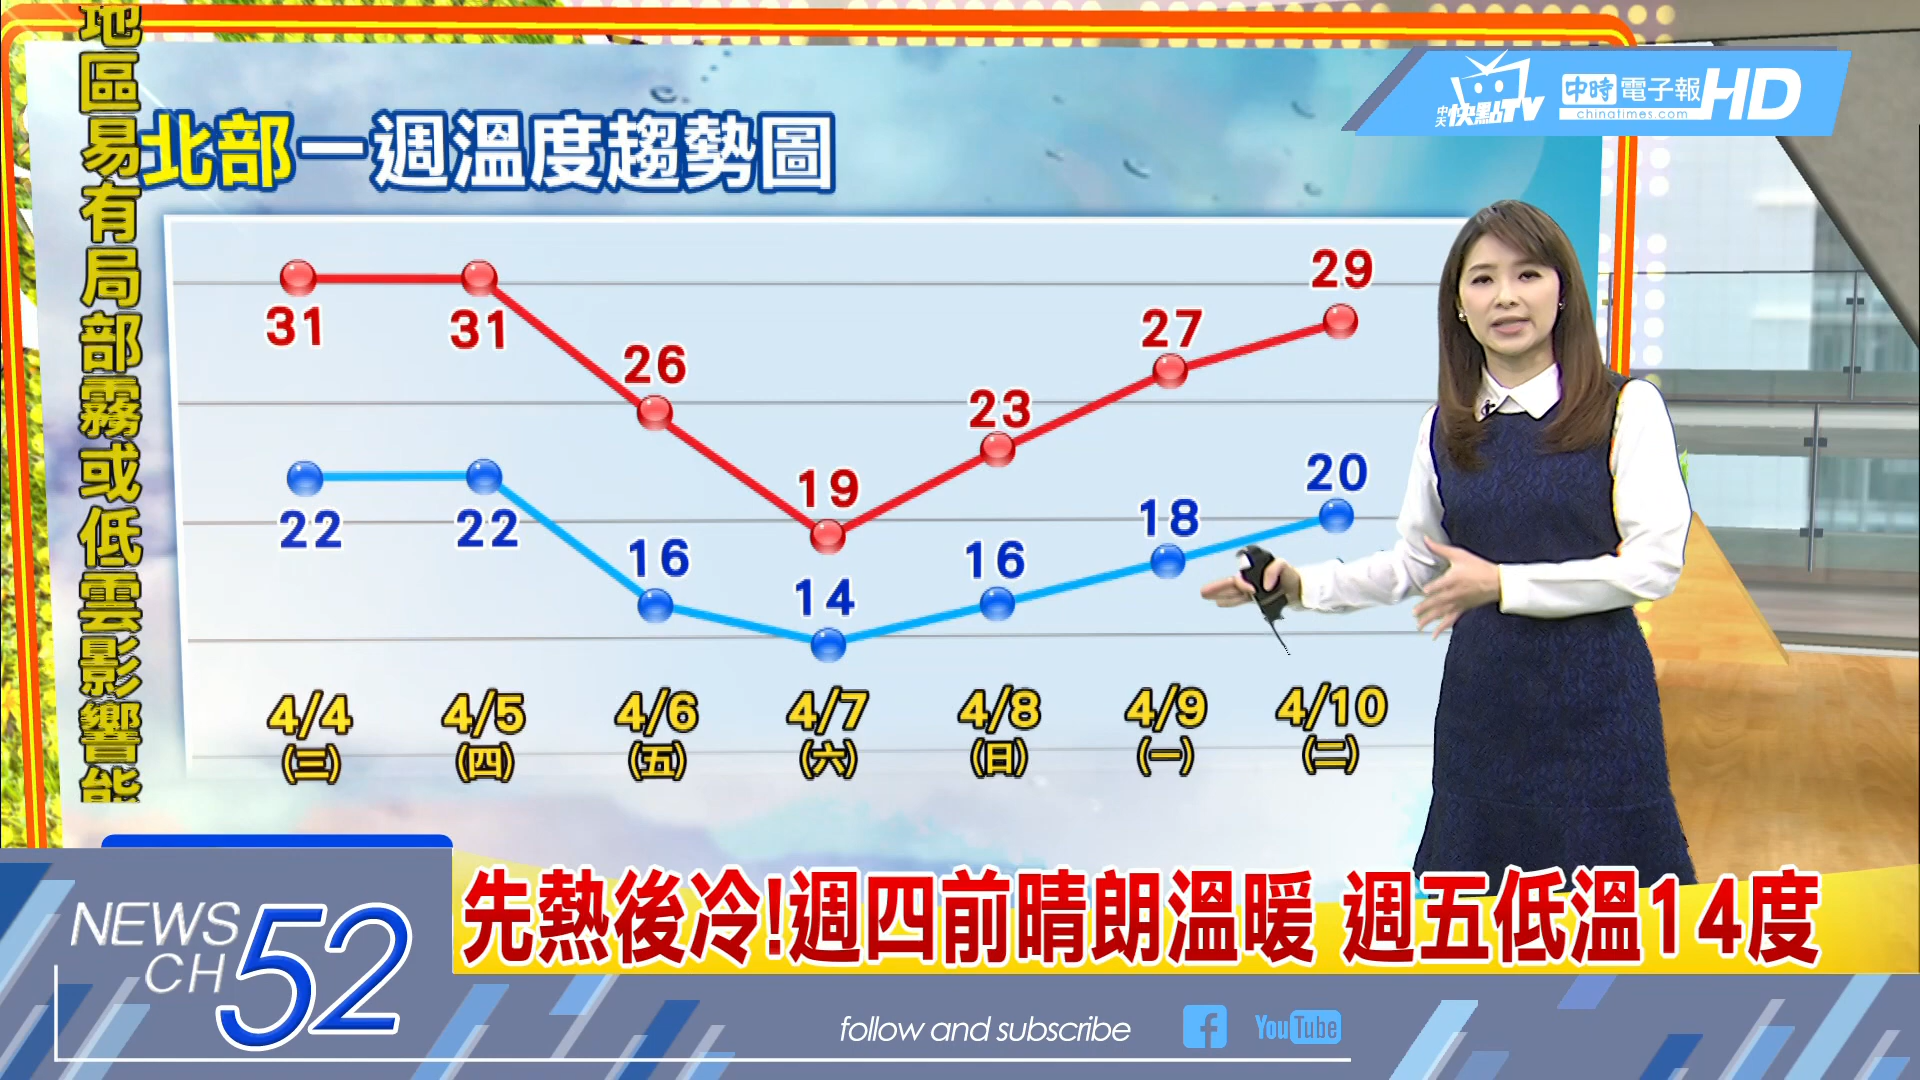 地區易有局部霧或低雲影響能
北部一週溫度趨勢圖
中天快點TV
中時電子報HD
chinatimes.com
31 31 26 19 23 27 29
22 22 16 14 16 18 20
4/4 4/5 4/6 4/7 4/8 4/9 4/10
(三) (四) (五) (六) (日) (一) (二)
先熱後冷!週四前晴朗溫暖 週五低溫14度
NEWS
CH 52
follow and subscribe
f YouTube